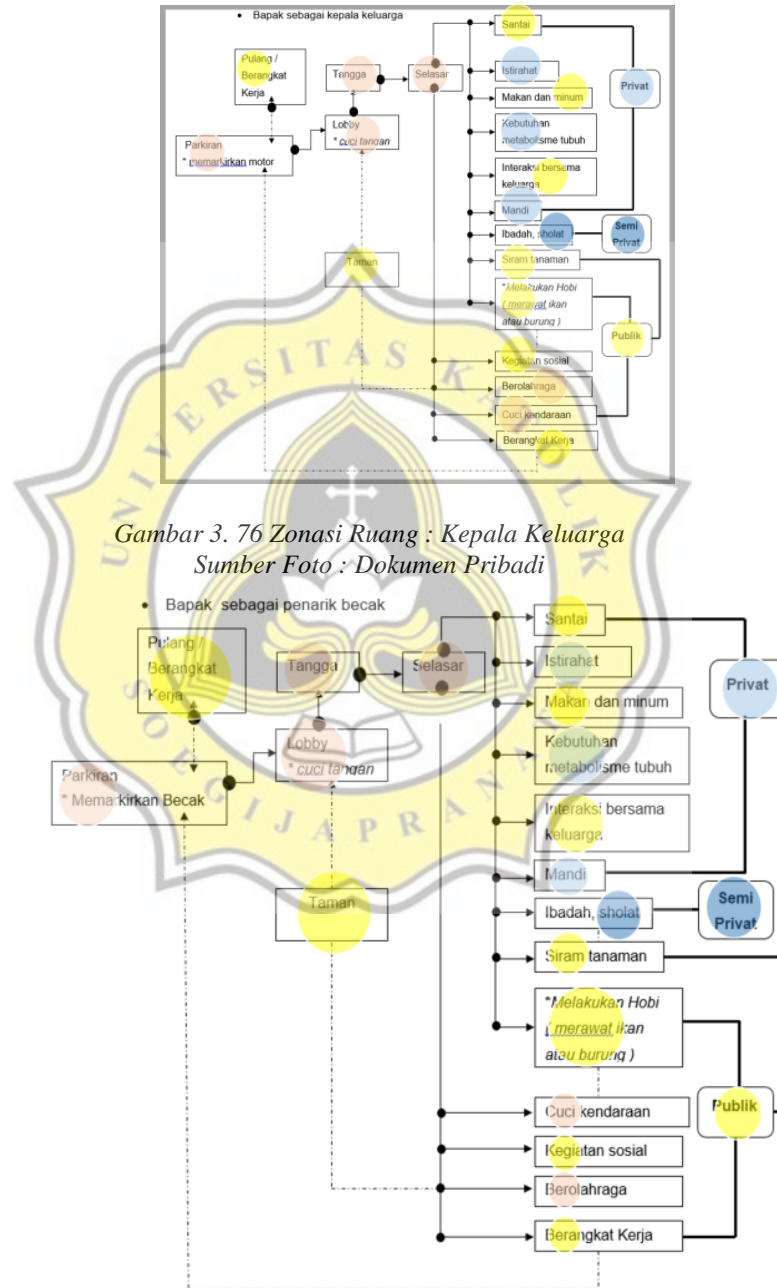 • Bapak sebagai kepala keluarga
Pulang /
Berangkat
Kerja
Parkiran
* memarkirkan motor
Lobby
* cuci tangan
Tangga
Selasar
Taman
Santai
Istirahat
Makan dan minum
Kebutuhan
metabolisme tubuh
Interaksi bersama
keluarga
Mandi
Ibadah, sholat
Siram tanaman
*Melakukan Hobi
( merawat ikan
atau burung )
Kegiatan sosial
Berolahraga
Cuci kendaraan
Berangkat Kerja
Privat
Semi
Privat
Publik
UNIVERSITAS KATOLIK
SOEGIJAPRANATA
Gambar 3. 76 Zonasi Ruang : Kepala Keluarga
Sumber Foto : Dokumen Pribadi
• Bapak sebagai penarik becak
Pulang
Berangkat
Kerja
Parkiran
* Memarkirkan Becak
Lobby
* cuci tangan
Tangga
Selasar
Taman
Santai
Istirahat
Makan dan minum
Kebutuhan
metabolisme tubuh
Interaksi bersama
keluarga
Mandi
Ibadah, sholat
Siram tanaman
*Melakukan Hobi
( merawat ikan
atau burung )
Cuci kendaraan
Kegiatan sosial
Berolahraga
Berangkat Kerja
Privat
Semi
Privat
Publik